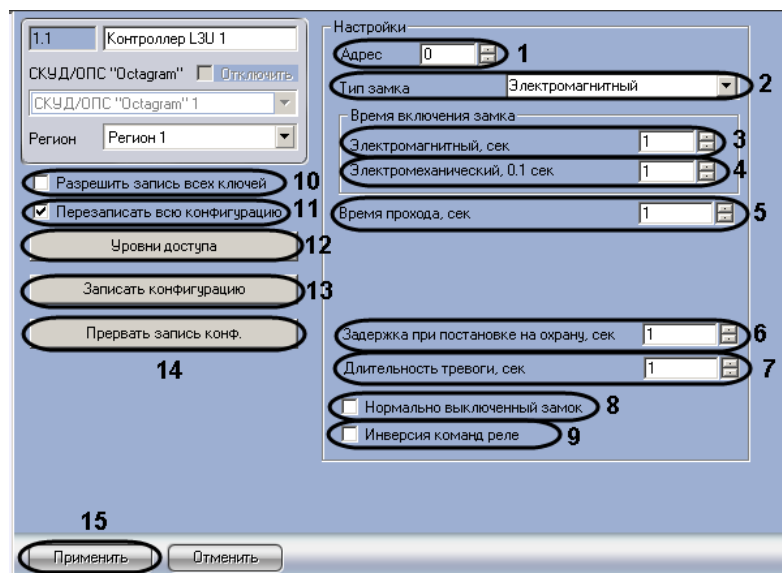 1.1 Контроллер L3U 1
СКУД/ОПС "Octagram" Отключить
СКУД/ОПС "Octagram" 1
Регион Регион 1
Разрешить запись всех ключей 10
Перезаписать всю конфигурацию 11
Уровни доступа 12
Записать конфигурацию 13
Прервать запись конф.
14
Настройки
Адрес 0 1
Тип замка Электромагнитный 2
Время включения замка
Электромагнитный, сек 1 3
Электромеханический, 0.1 сек 1 4
Время прохода, сек 1 5
Задержка при постановке на охрану, сек 1 6
Длительность тревоги, сек 1 7
Нормально выключенный замок 8
Инверсия команд реле 9
15
Применить Отменить